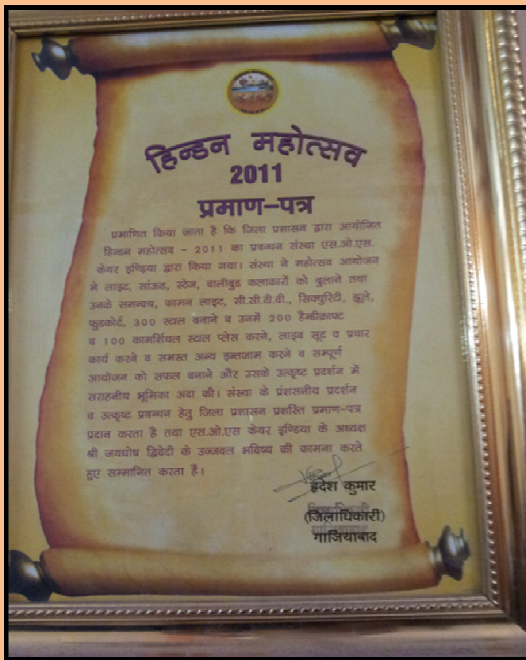 हिन्डन महोत्सव
2011
प्रमाण-पत्र
प्रमाणित किया जाता है कि जिला प्रशासन द्वारा आयोजित
हिन्डन महोत्सव - 2011 का प्रबन्धन संस्था एस.ओ.एस.
केयर इण्डिया द्वारा किया गया। संस्था ने महोत्सव आयोजन
मे लाइट, सांऊट, स्टेज, बालीवुड कलाकारों को बुलाने तथा
उनके समन्वय, फामन लाइट, सी.सी.टी.वी., सिक्युरिटी, झूले,
फुडकोर्ट, 300 स्टाल बनाने व उनमें 200 हैन्डीक्राफ्ट
व 100 कामर्शियल स्टाल प्लेस करने, लाइव सूट व प्रचार
कार्य करने व समस्त अन्य इन्तजाम करने व सम्पूर्ण
आयोजन को सफल बनाने और उसके उत्कृष्ट प्रदर्शन में
सराहनीय भूमिका अदा की। संस्था के प्रंशसनीय प्रदर्शन
व उत्कृष्ट प्रबन्धन हेतु जिला प्रशासन प्रशस्ति प्रमाण-पत्र
प्रदान करता है तथा एस.ओ.एस केयर इण्डिया के अध्यक्ष
श्री जयघोष द्विवेदी के उज्जवल भविष्य की कामना करते
हुए सम्मानित करता है।
हृदेश कुमार
(जिलाधिकारी)
गाजियाबाद